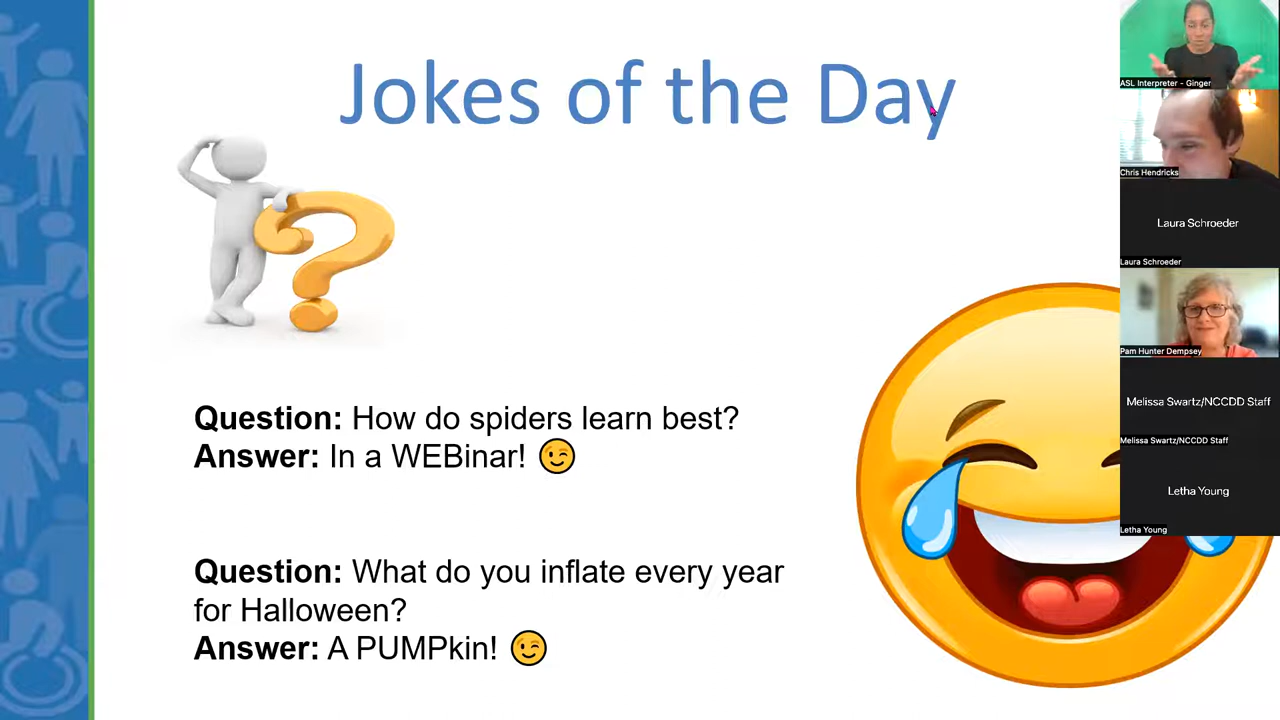 Jokes of the Day
Question: How do spiders learn best?
Answer: In a WEBinar! 😉
Question: What do you inflate every year
for Halloween?
Answer: A PUMPkin! 😉
ASL Interpreter - Ginger
Chris Hendricks
Laura Schroeder
Laura Schroeder
Pam Hunter Dempsey
Melissa Swartz/NCCDD Staff
Melissa Swartz/NCCDD Staff
Letha Young
Letha Young